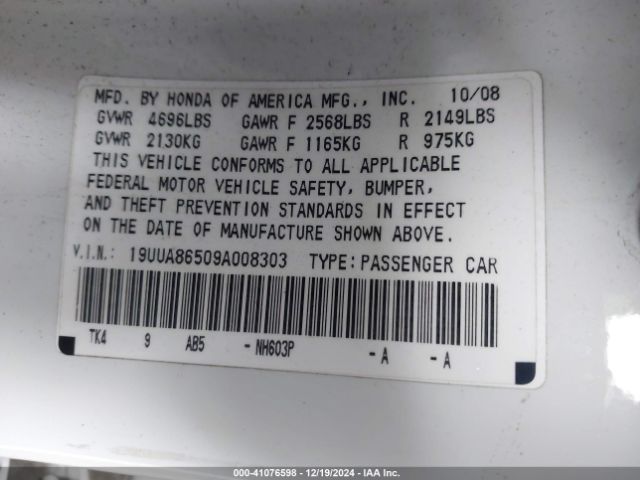 MFD. BY HONDA OF AMERICA MFG., INC. 10/08
GVWR 4696LBS GAWR F 2568LBS R 2149LBS
GVWR 2130KG GAWR F 1165KG R 975KG
THIS VEHICLE CONFORMS TO ALL APPLICABLE
FEDERAL MOTOR VEHICLE SAFETY, BUMPER,
AND THEFT PREVENTION STANDARDS IN EFFECT
ON THE DATE OF MANUFACTURE SHOWN ABOVE.
V.I.N.: 19UUA86509A008303 TYPE: PASSENGER CAR
TK4 9 AB5 - NH603P - A - A
000-41076598 - 12/19/2024 - IAA Inc.